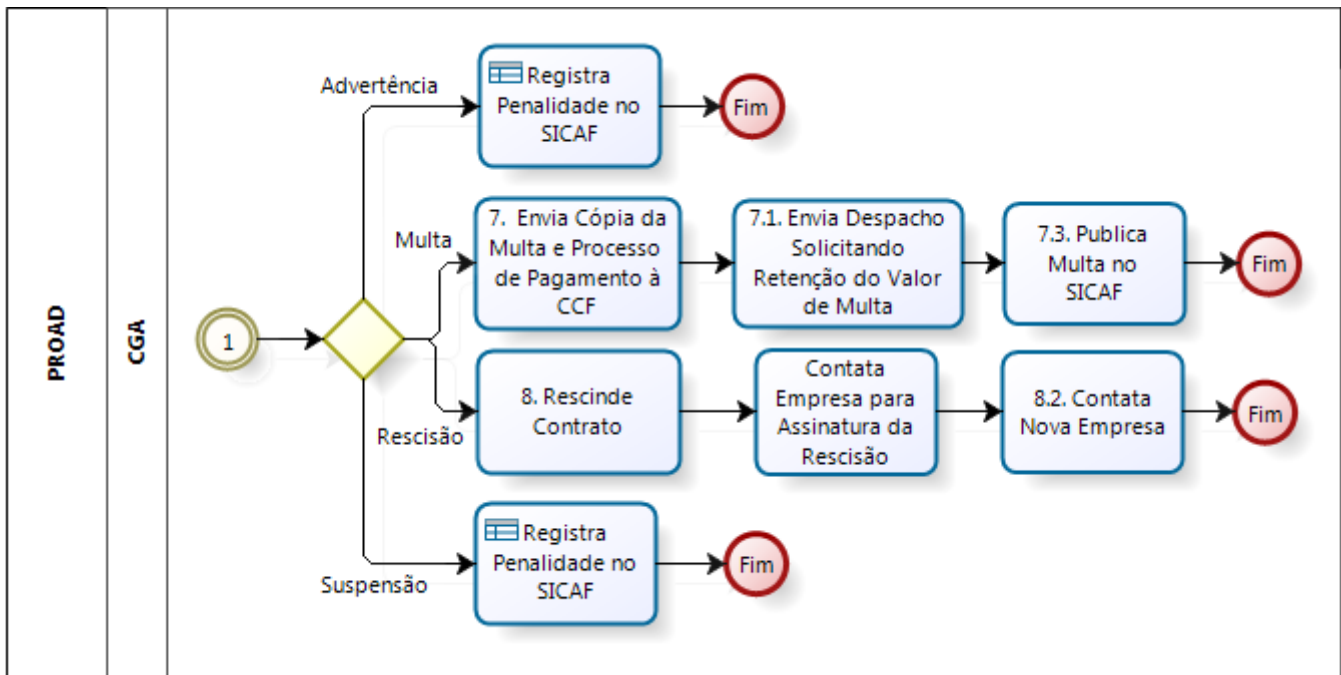 PROAD
CGA
1
Advertência
Registra
Penalidade no
SICAF
Fim
Multa
7. Envia Cópia da
Multa e Processo
de Pagamento à
CCF
7.1. Envia Despacho
Solicitando
Retenção do Valor
de Multa
7.3. Publica
Multa no
SICAF
Fim
Rescisão
8. Rescinde
Contrato
Contata
Empresa para
Assinatura da
Rescisão
8.2. Contata
Nova Empresa
Fim
Suspensão
Registra
Penalidade no
SICAF
Fim